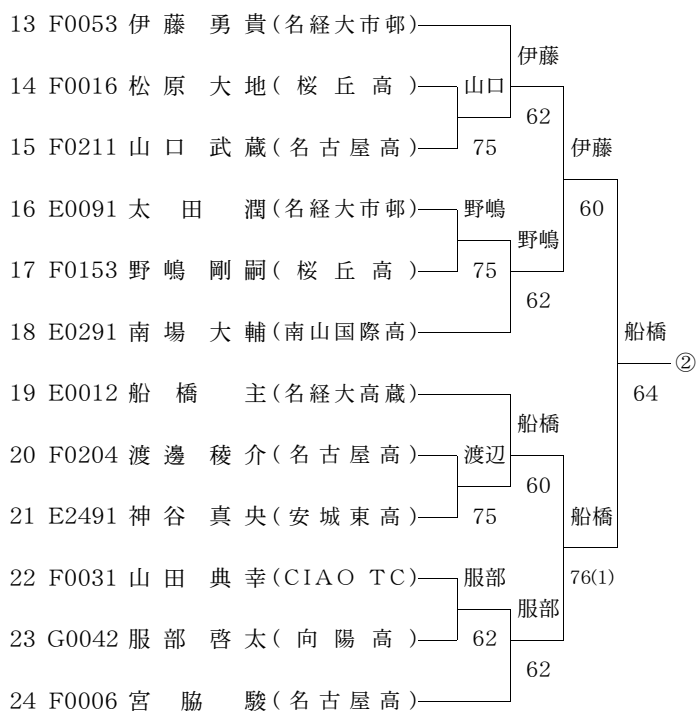 13 F0053 伊藤 勇貴(名経大市邨)
伊藤
14 F0016 松原 大地(桜丘高)
山口
62
15 F0211 山口 武蔵(名古屋高)
75
伊藤
16 E0091 太田 潤(名経大市邨)
野嶋
60
野嶋
17 F0153 野嶋 剛嗣(桜丘高)
75
62
18 E0291 南場 大輔(南山国際高)
船橋
②
19 E0012 船橋 主(名経大高蔵)
64
船橋
20 F0204 渡邊 稜介(名古屋高)
渡辺
60
21 E2491 神谷 真央(安城東高)
75
船橋
22 F0031 山田 典幸(CIAO TC)
服部
76(1)
服部
23 G0042 服部 啓太(向陽高)
62
62
24 F0006 宮脇 駿(名古屋高)